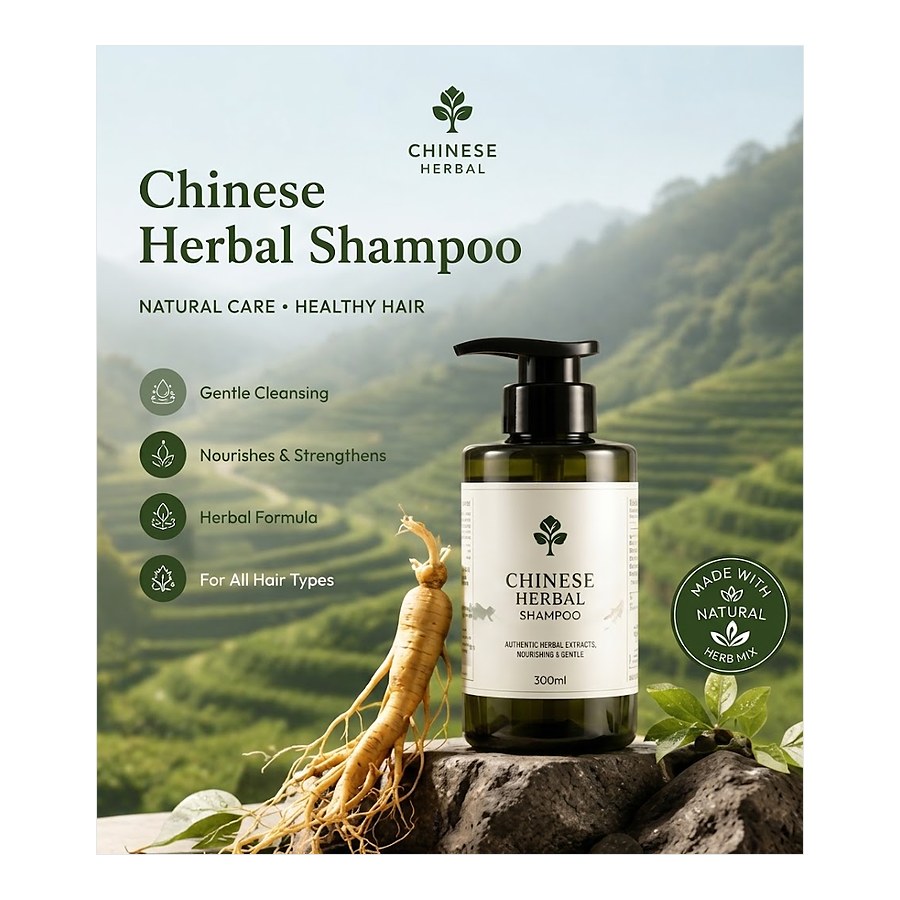 CHINESE
HERBAL
Chinese
Herbal Shampoo
NATURAL CARE • HEALTHY HAIR
Gentle Cleansing
Nourishes & Strengthens
Herbal Formula
For All Hair Types
CHINESE
HERBAL
SHAMPOO
AUTHENTIC HERBAL EXTRACTS,
NOURISHING & GENTLE
300ml
MADE WITH
NATURAL
HERB MIX